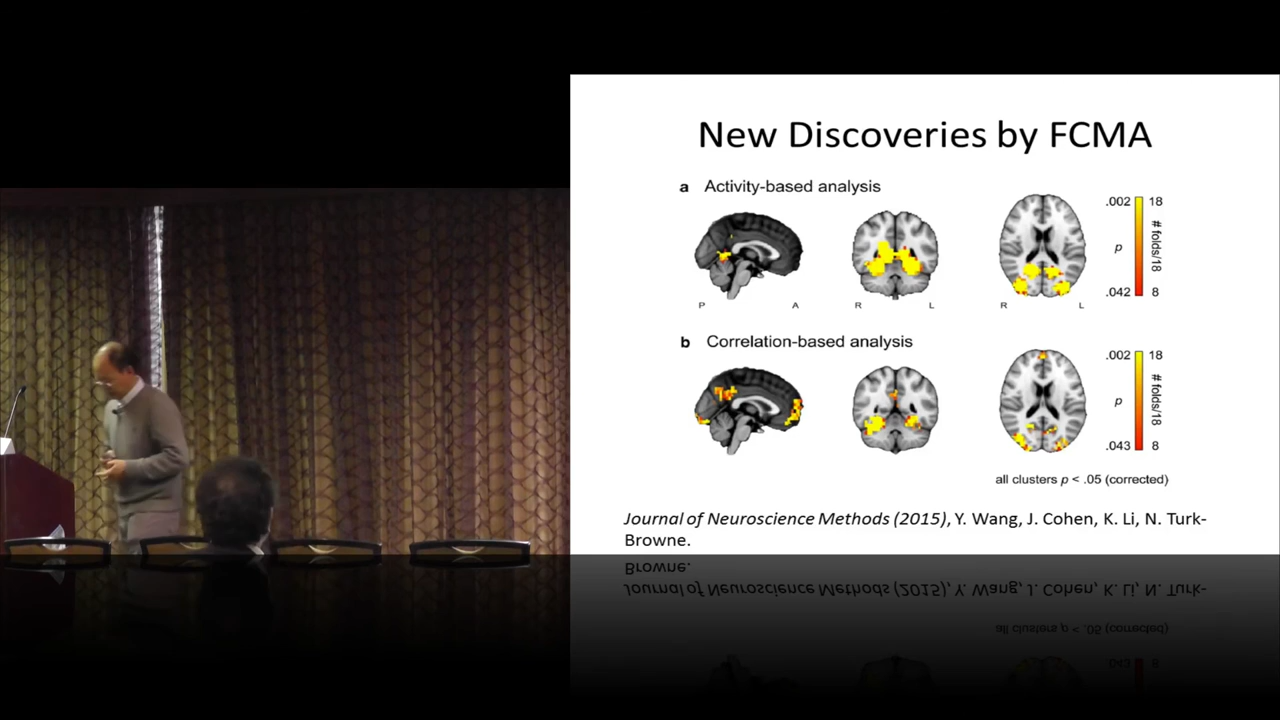 New Discoveries by FCMA
a Activity-based analysis
.002 18
p # folds/18
.042 8
P A R L R L
b Correlation-based analysis
.002 18
p # folds/18
.043 8
all clusters p < .05 (corrected)
Journal of Neuroscience Methods (2015), Y. Wang, J. Cohen, K. Li, N. Turk-
Browne.